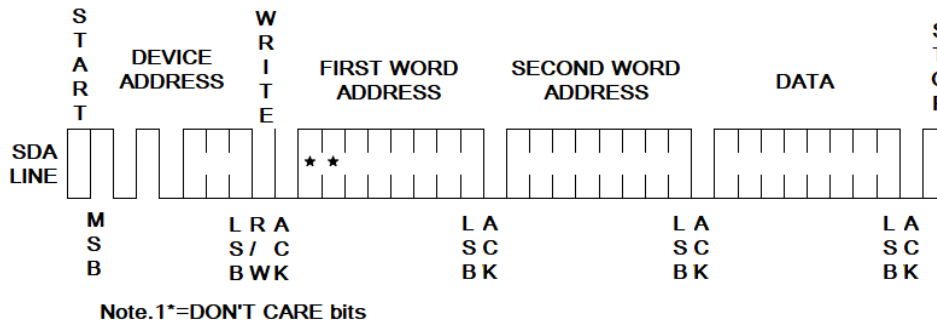 START
DEVICE
ADDRESS
WRITE
FIRST WORD
ADDRESS
SECOND WORD
ADDRESS
DATA
SDA
LINE
★ ★
MSB
LSB
R/W
ACK
LSB
ACK
LSB
ACK
LSB
ACK
Note.1*=DON'T CARE bits